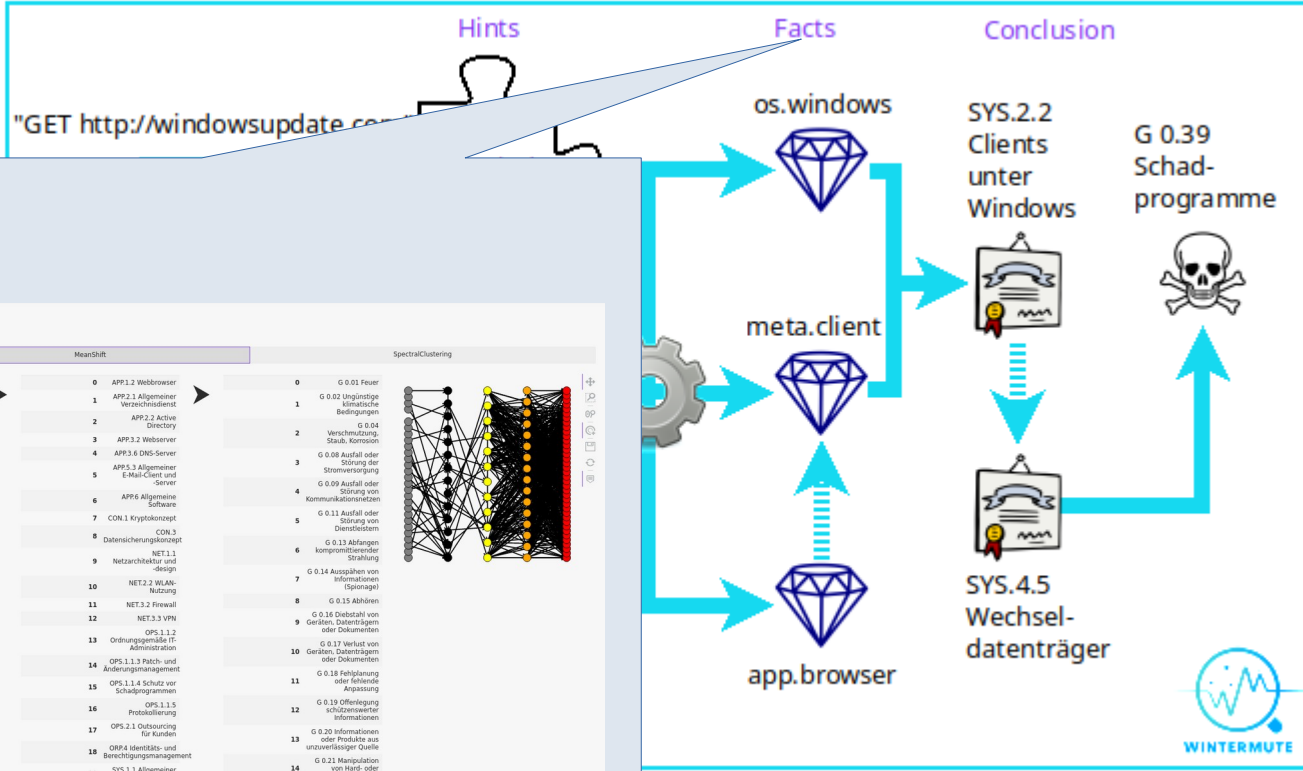 Hints
Facts
Conclusion
"GET http://windowsupdate.com/"
os.windows
SYS.2.2
Clients
unter
Windows
G 0.39
Schad-
programme
meta.client
app.browser
SYS.4.5
Wechsel-
datenträger
WINTERMUTE
MeanShift
SpectralClustering
0 APP.1.2 Webbrowser
1 APP.2.1 Allgemeiner
Verzeichnisdienst
2 APP.2.2 Active
Directory
3 APP.3.2 Webserver
4 APP.3.6 DNS-Server
5 APP.5.3 Allgemeiner
E-Mail-Client und
-Server
6 APP.6 Allgemeine
Software
7 CON.1 Kryptokonzept
8 CON.3
Datensicherungskonzept
9 NET.1.1
Netzarchitektur und
-design
10 NET.2.2 WLAN-
Nutzung
11 NET.3.2 Firewall
12 NET.3.3 VPN
13 OPS.1.1.2
Ordnungsgemäße IT-
Administration
14 OPS.1.1.3 Patch- und
Änderungsmanagement
15 OPS.1.1.4 Schutz vor
Schadprogrammen
16 OPS.1.1.5
Protokollierung
17 OPS.2.1 Outsourcing
für Kunden
18 ORP.4 Identitäts- und
Berechtigungsmanagement
SYS.1.1 Allgemeiner
0 G 0.01 Feuer
1 G 0.02 Ungünstige
klimatische
Bedingungen
2 G 0.04
Verschmutzung,
Staub, Korrosion
3 G 0.08 Ausfall oder
Störung der
Stromversorgung
4 G 0.09 Ausfall oder
Störung von
Kommunikationsnetzen
5 G 0.11 Ausfall oder
Störung von
Dienstleistern
6 G 0.13 Abfangen
kompromittierender
Strahlung
7 G 0.14 Ausspähen von
Informationen
(Spionage)
8 G 0.15 Abhören
9 G 0.16 Diebstahl von
Geräten, Datenträgern
oder Dokumenten
10 G 0.17 Verlust von
Geräten, Datenträgern
oder Dokumenten
11 G 0.18 Fehlplanung
oder fehlende
Anpassung
12 G 0.19 Offenlegung
schützenswerter
Informationen
13 G 0.20 Informationen
oder Produkte aus
unzuverlässiger Quelle
14 G 0.21 Manipulation
von Hard- oder